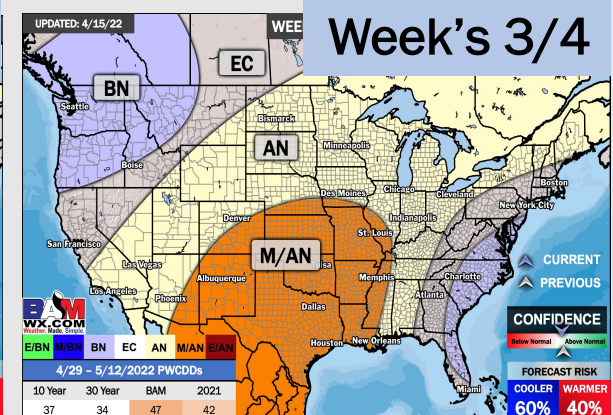 UPDATED: 4/15/22
WEE
Week's 3/4
EC
BN
Seattle
Bismarck
AN
Minneapolis
Boise
Boston
Des Moines
Chicago
Cleveland
New York City
Denver
Indianapolis
San Francisco
St. Louis
M/AN
Las Vegas
lsa
CURRENT
Albuquerque
Memphis
Charlotte
PREVIOUS
Los Angeles
Phoenix
Atlanta
Dallas
BAM
WX.COM
Weather. Made. Simple.
CONFIDENCE
Houston
New Orleans
Below Normal
Above Normal
E/BN M/BN BN EC AN M/AN E/AN
4/29 – 5/12/2022 PWCDDs
FORECAST RISK
Miami
10 Year 30 Year BAM 2021
COOLER WARMER
37 34 47 42
60% 40%